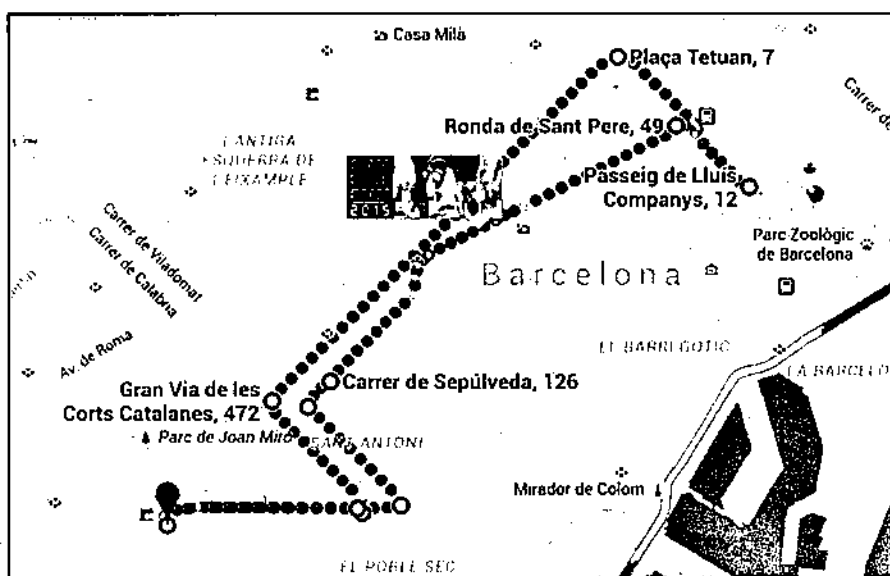 Casa Milà
Plaça Tetuan, 7
Ronda de Sant Pere, 49
L'ANTIGA
ESQUERRA DE
L'EIXAMPLE
Passeig de Lluís
Companys, 12
2015
Parc Zoològic
de Barcelona
Carrer de Viladomat
Carrer de Calàbria
Barcelona
Av. de Roma
EL BARRI GÒTIC
LA BARCELO
Gran Via de les
Corts Catalanes, 472
Carrer de Sepúlveda, 126
Parc de Joan Miró
SANT ANTONI
Mirador de Colom
EL POBLE SEC